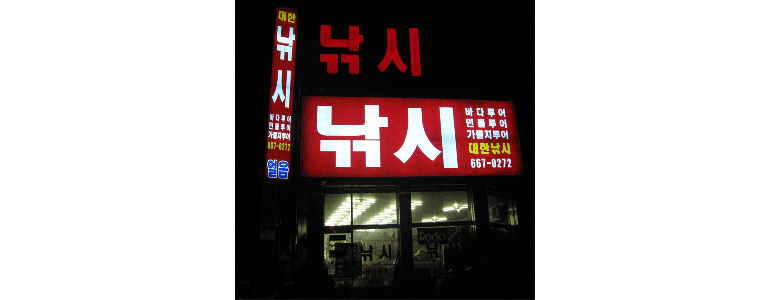 대한
낚시
바다루어
민물루어
가물치루어
667-0272
얼음
낚시
낚시
바다루어
민물루어
가물치루어
대한낚시
667-0272
낚시
Radio